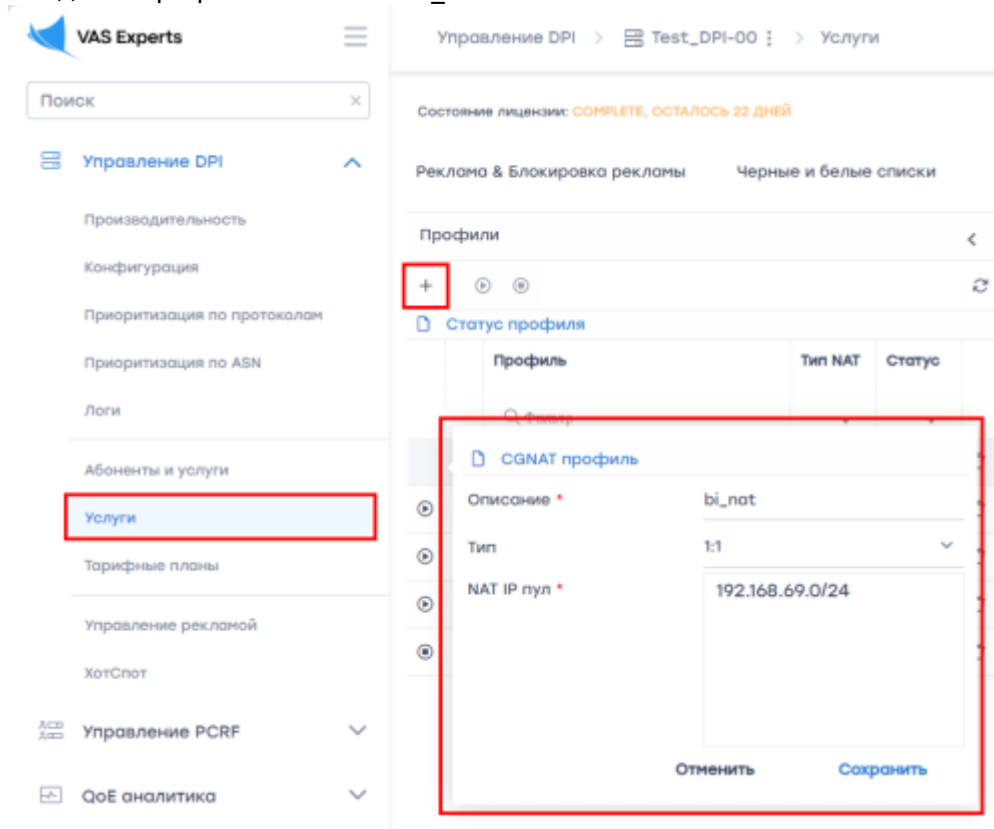 VAS Experts
Управление DPI > Test_DPI-00 > Услуги
Поиск
Состояние лицензии: COMPLETE, ОСТАЛОСЬ 22 ДНЕЙ
Управление DPI
Реклама & Блокировка рекламы Черные и белые списки
Производительность
Профили
Конфигурация
Приоритизация по протоколам
Статус профиля
Приоритизация по ASN
Профиль Тип NAT Статус
Логи
Фильтр
Абоненты и услуги
CGNAT профиль
Услуги
Описание * bi_nat
Тарифные планы
Тип 1:1
NAT IP пул * 192.168.69.0/24
Управление рекламой
ХотСпот
Управление PCRF
Отменить Сохранить
QoE аналитика